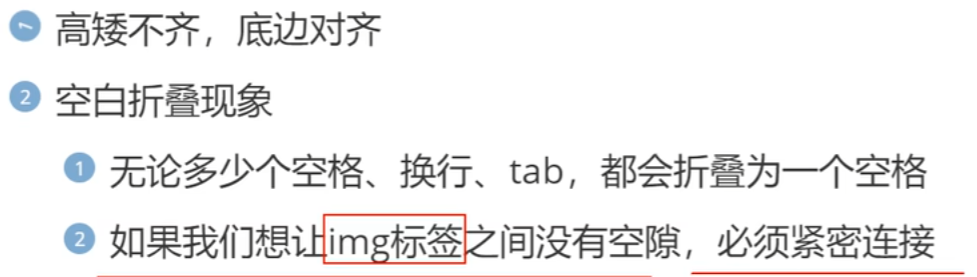 1 高矮不齐，底边对齐
2 空白折叠现象
1 无论多少个空格、换行、tab，都会折叠为一个空格
2 如果我们想让img标签之间没有空隙，必须紧密连接